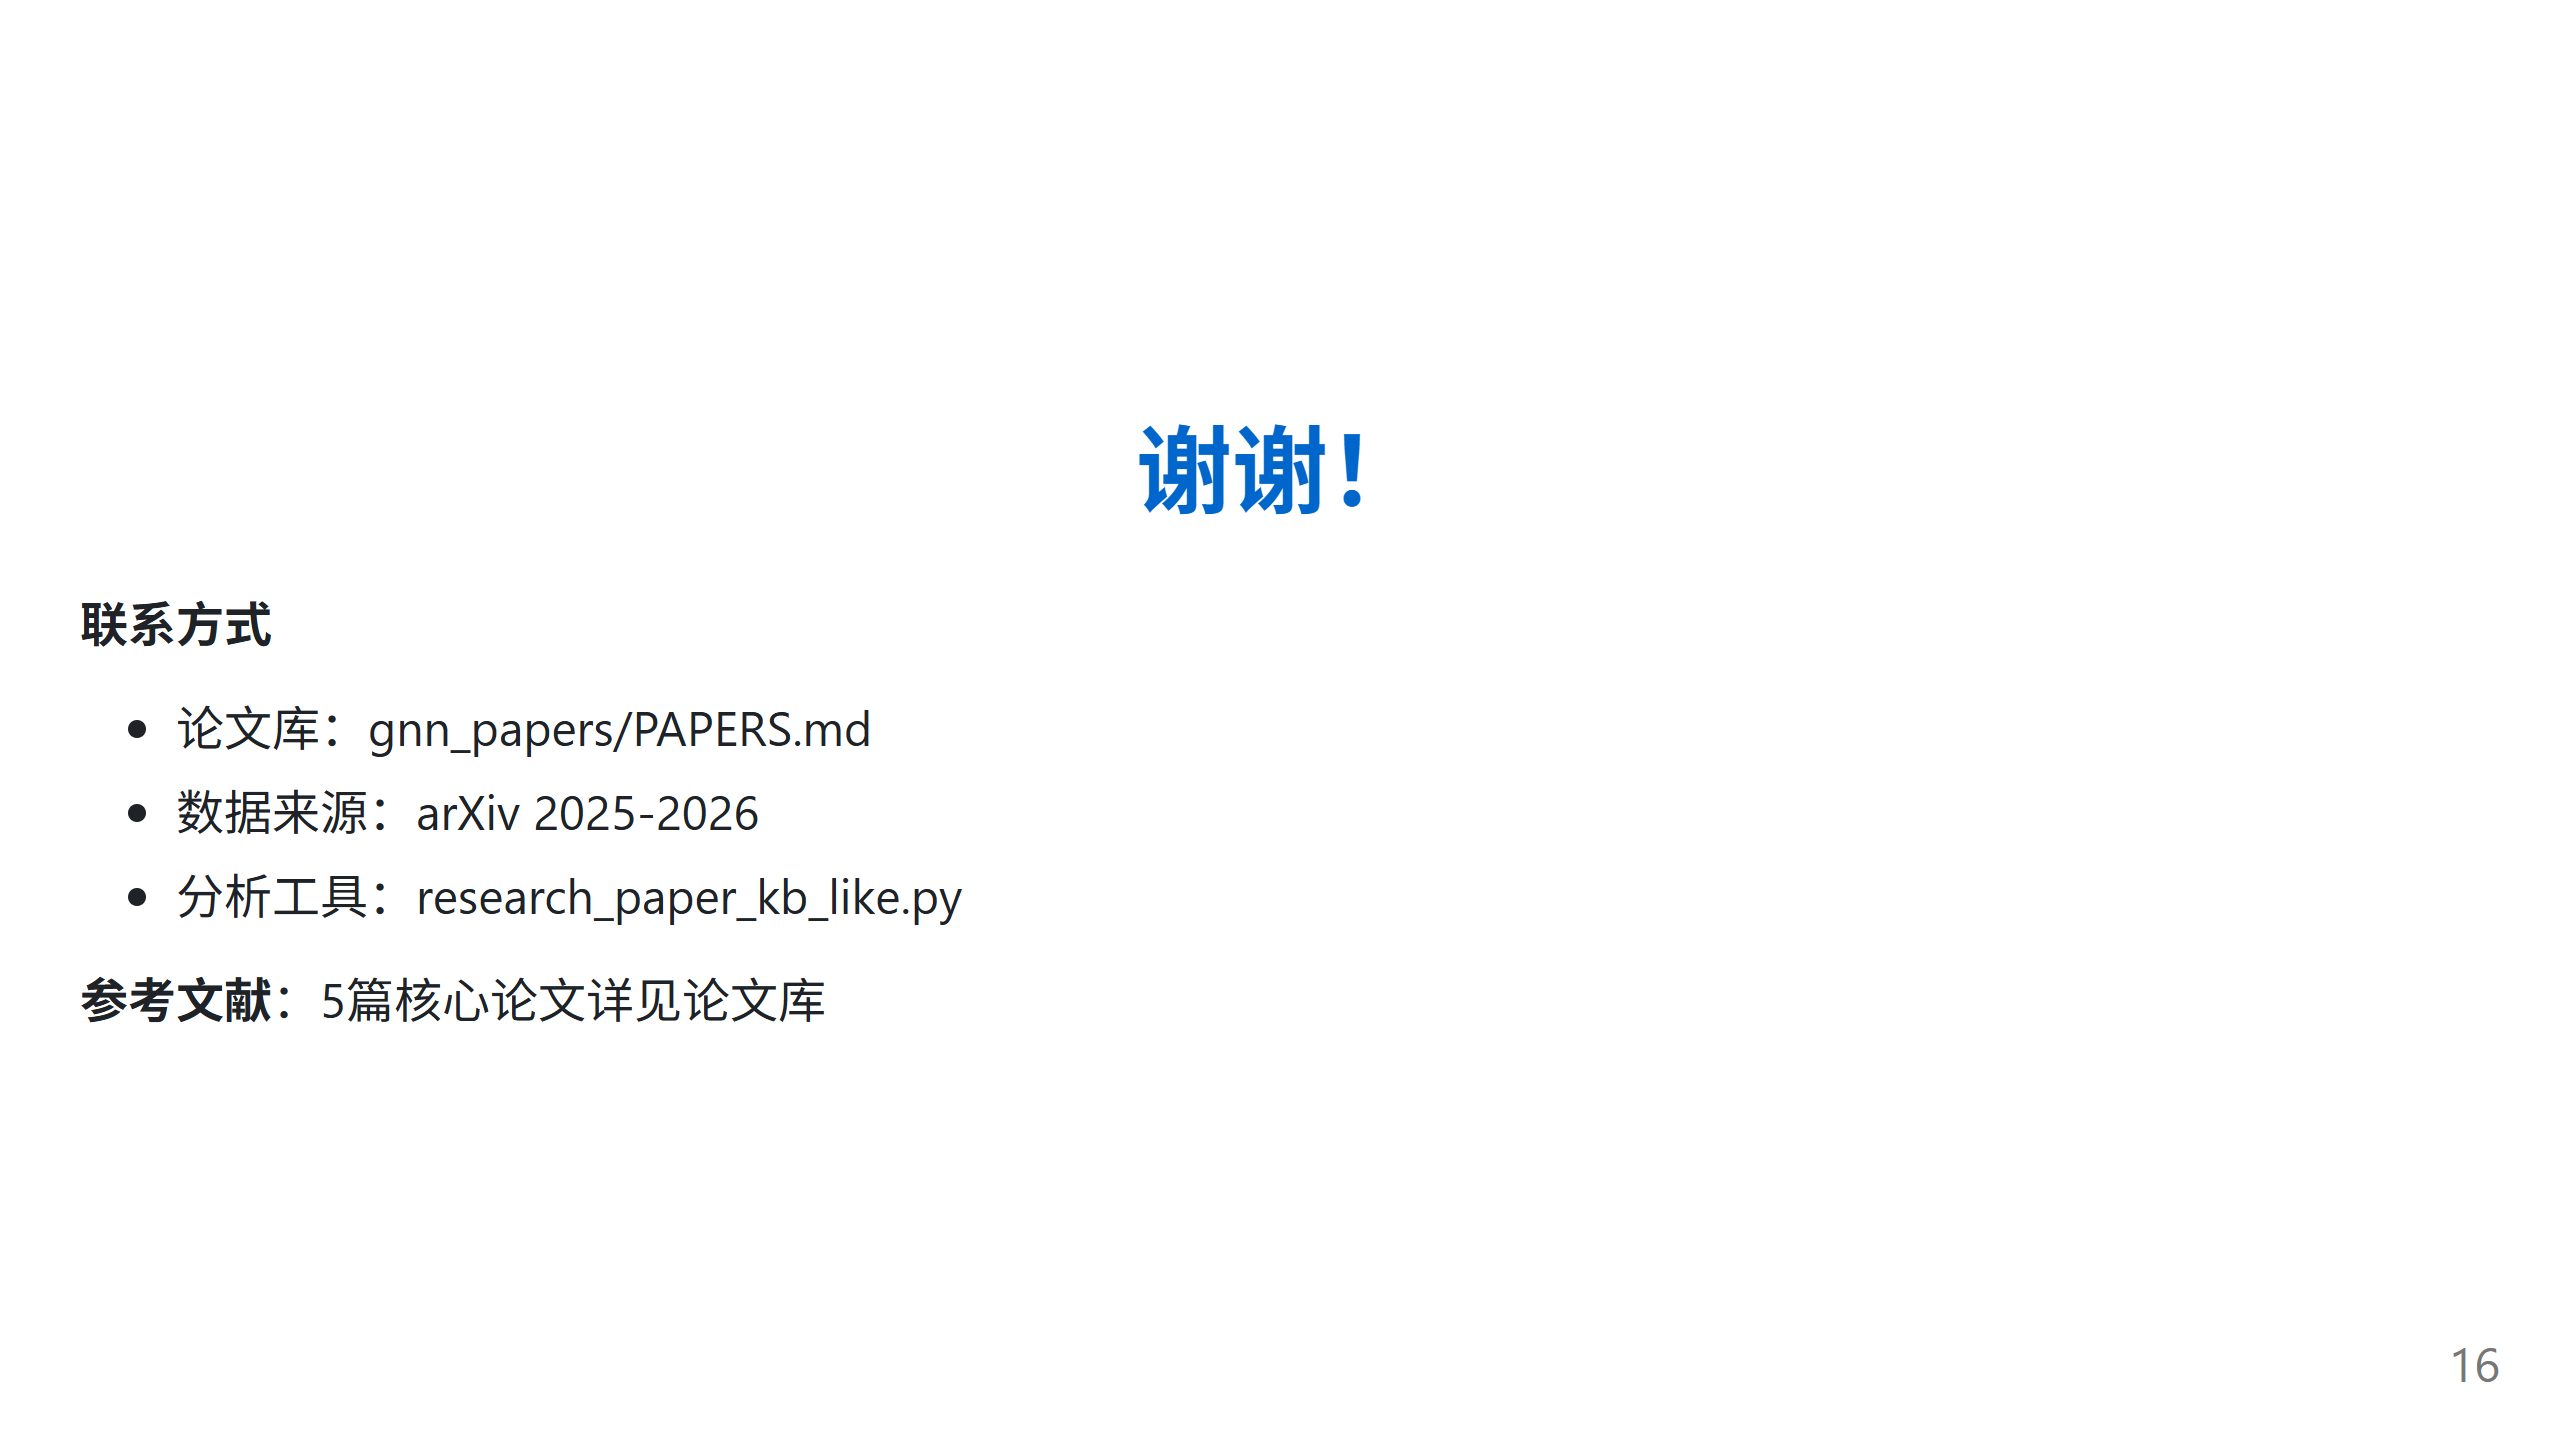 谢谢！
联系方式
• 论文库：gnn_papers/PAPERS.md
• 数据来源：arXiv 2025-2026
• 分析工具：research_paper_kb_like.py
参考文献：5篇核心论文详见论文库
16